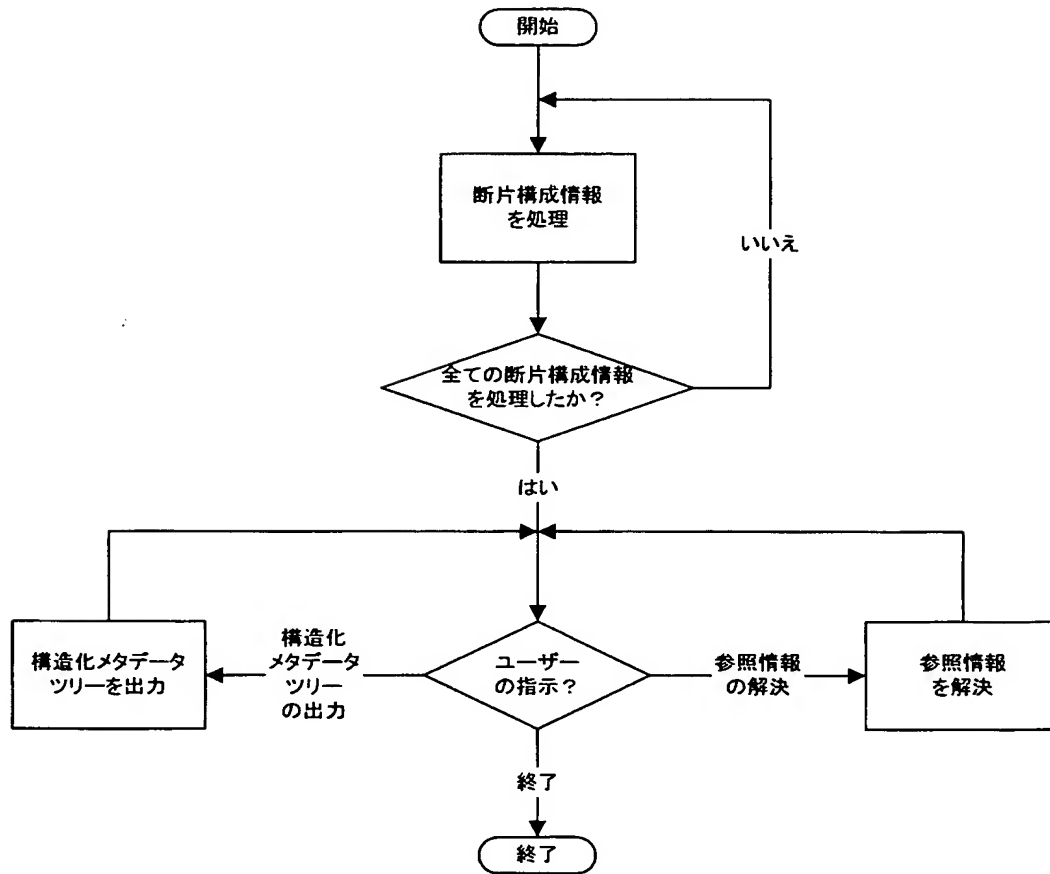 開始
断片構成情報
を処理
いいえ
全ての断片構成情報
を処理したか？
はい
構造化メタデータ
ツリーを出力
構造化
メタデータ
ツリー
の出力
ユーザー
の指示？
参照情報
の解決
参照情報
を解決
終了
終了